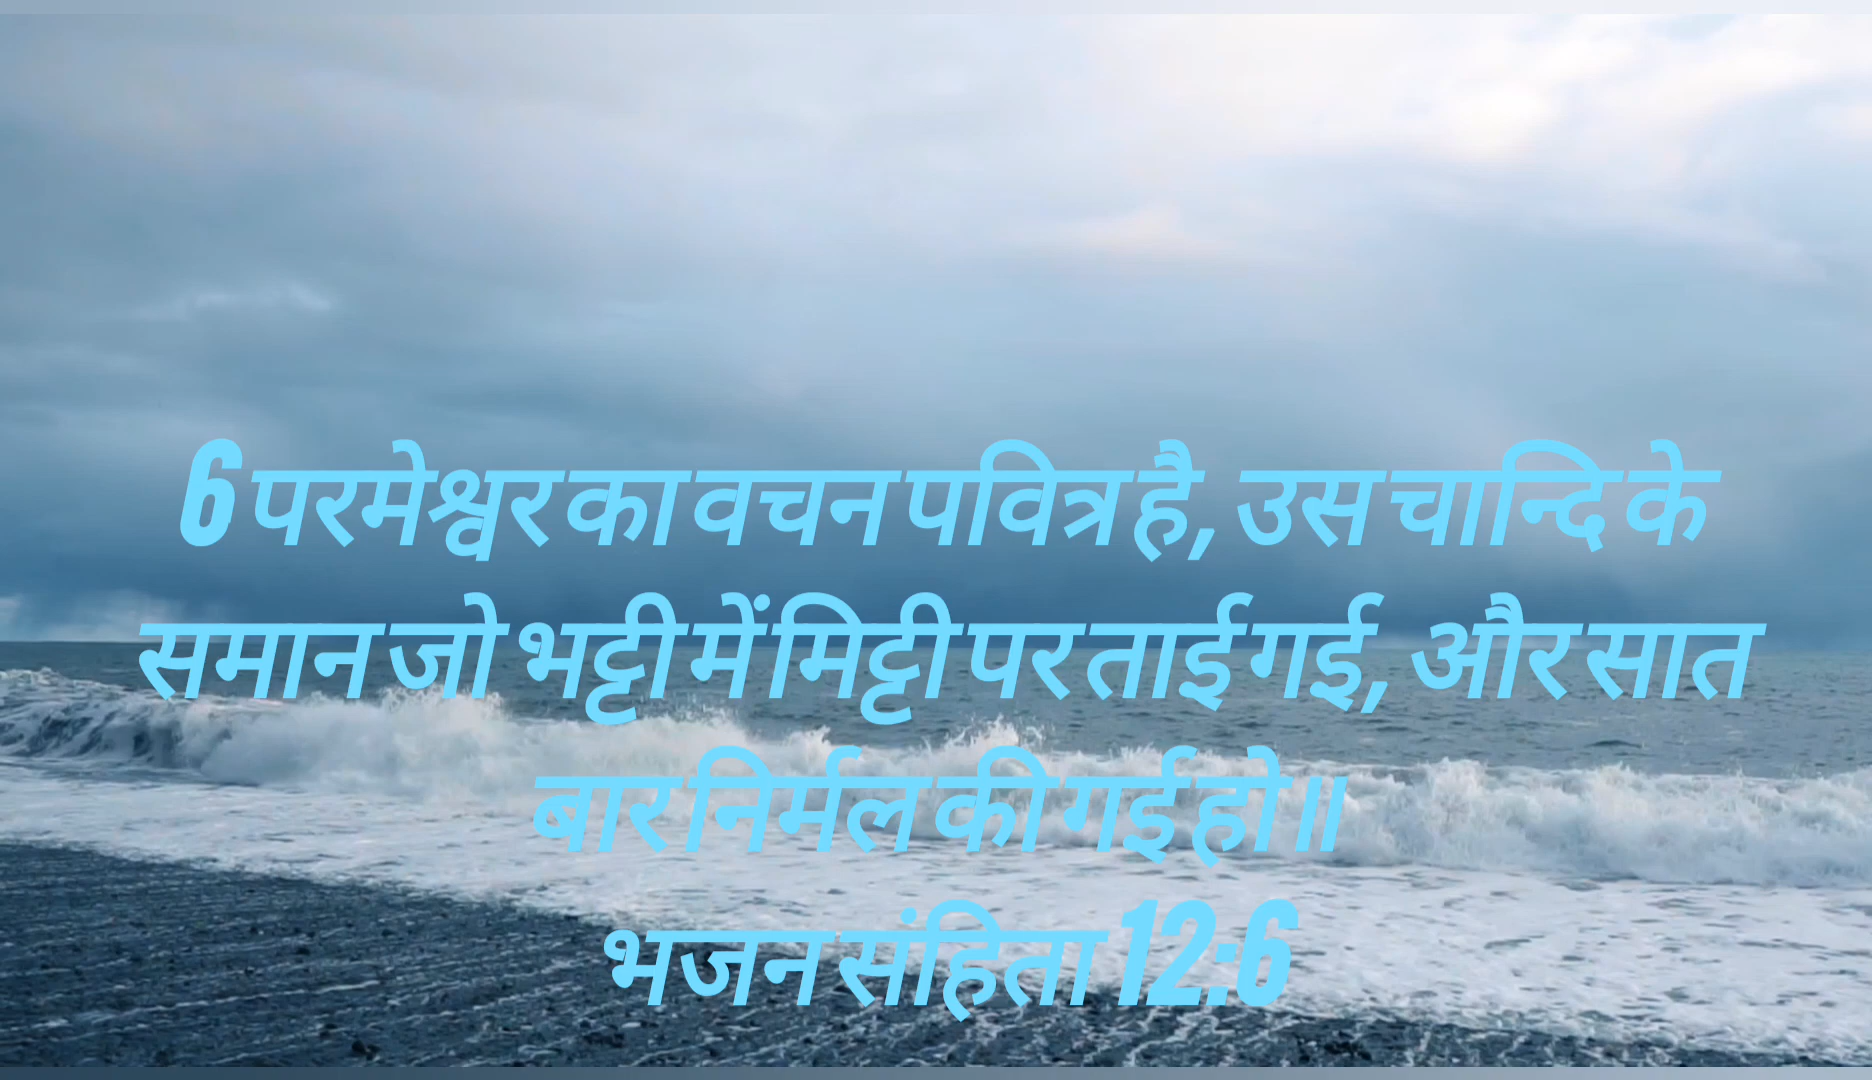 6 परमेश्वर का वचन पवित्र है, उस चान्दि के
समान जो भट्टी में मिट्टी पर ताई गई, और सात
बार निर्मल की गई हो॥
भजन संहिता 12:6